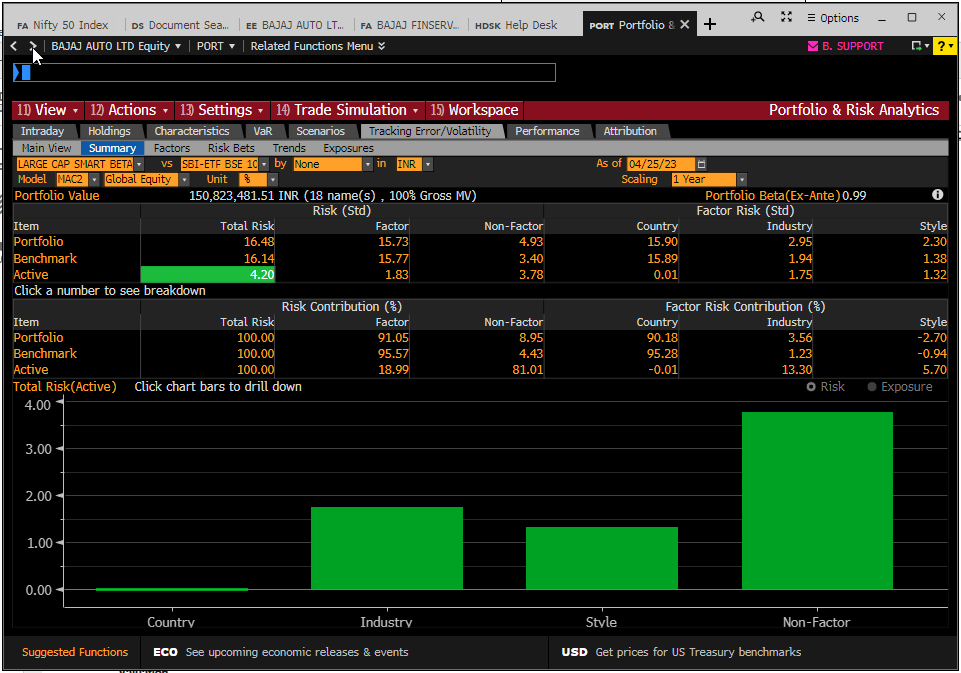 FA Nifty 50 Index DS Document Sea... EE BAJAJ AUTO LT... FA BAJAJ FINSERV... HDSK Help Desk PORT Portfolio & Options
BAJAJ AUTO LTD Equity PORT Related Functions Menu B. SUPPORT ?
11) View 12) Actions 13) Settings 14) Trade Simulation 15) Workspace Portfolio & Risk Analytics
Intraday Holdings Characteristics VaR Scenarios Tracking Error/Volatility Performance Attribution
Main View Summary Factors Risk Bets Trends Exposures
LARGE CAP SMART BETA vs SBI-ETF BSE 10 by None in INR As of 04/25/23
Model MAC2 Global Equity Unit % Scaling 1 Year
Portfolio Value 150,823,481.51 INR (18 name(s) , 100% Gross MV) Portfolio Beta(Ex-Ante) 0.99
Risk (Std) Factor Risk (Std)
Item Total Risk Factor Non-Factor Country Industry Style
Portfolio 16.48 15.73 4.93 15.90 2.95 2.30
Benchmark 16.14 15.77 3.40 15.89 1.94 1.38
Active 4.20 1.83 3.78 0.01 1.75 1.32
Click a number to see breakdown
Risk Contribution (%) Factor Risk Contribution (%)
Item Total Risk Factor Non-Factor Country Industry Style
Portfolio 100.00 91.05 8.95 90.18 3.56 -2.70
Benchmark 100.00 95.57 4.43 95.28 1.23 -0.94
Active 100.00 18.99 81.01 -0.01 13.30 5.70
Total Risk(Active) Click chart bars to drill down Risk Exposure
4.00
3.00
2.00
1.00
0.00
Country Industry Style Non-Factor
Suggested Functions ECO See upcoming economic releases & events USD Get prices for US Treasury benchmarks